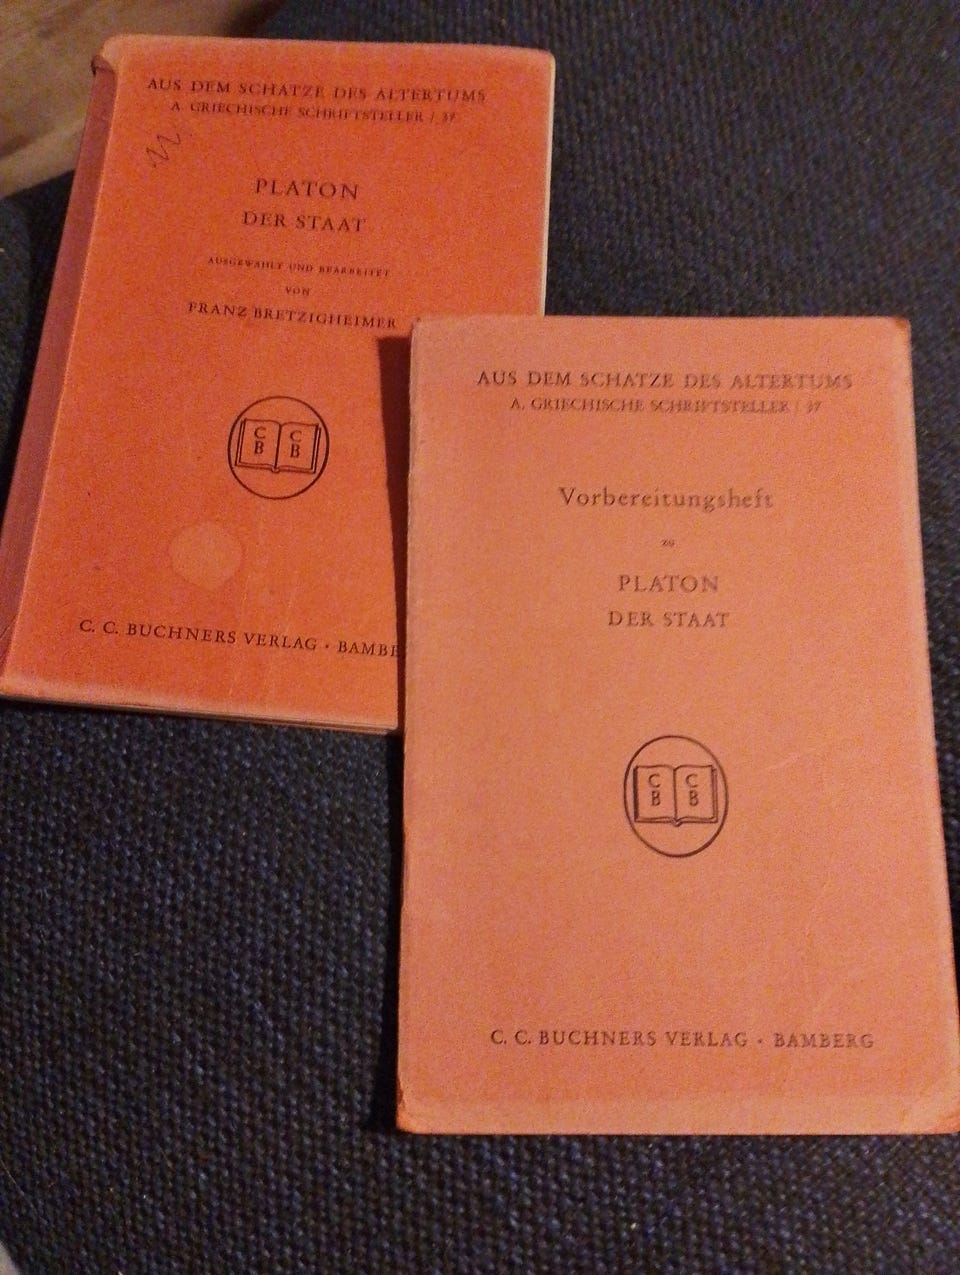 AUS DEM SCHATZE DES ALTERTUMS
A. GRIECHISCHE SCHRIFTSTELLER / 37
PLATON
DER STAAT
AUSGEWÄHLT UND BEARBEITET
VON
FRANZ BRETZIGHEIMER
C B
C B
C. C. BUCHNERS VERLAG · BAMBE
AUS DEM SCHATZE DES ALTERTUMS
A. GRIECHISCHE SCHRIFTSTELLER / 37
Vorbereitungsheft
zu
PLATON
DER STAAT
C B
C B
C. C. BUCHNERS VERLAG · BAMBERG